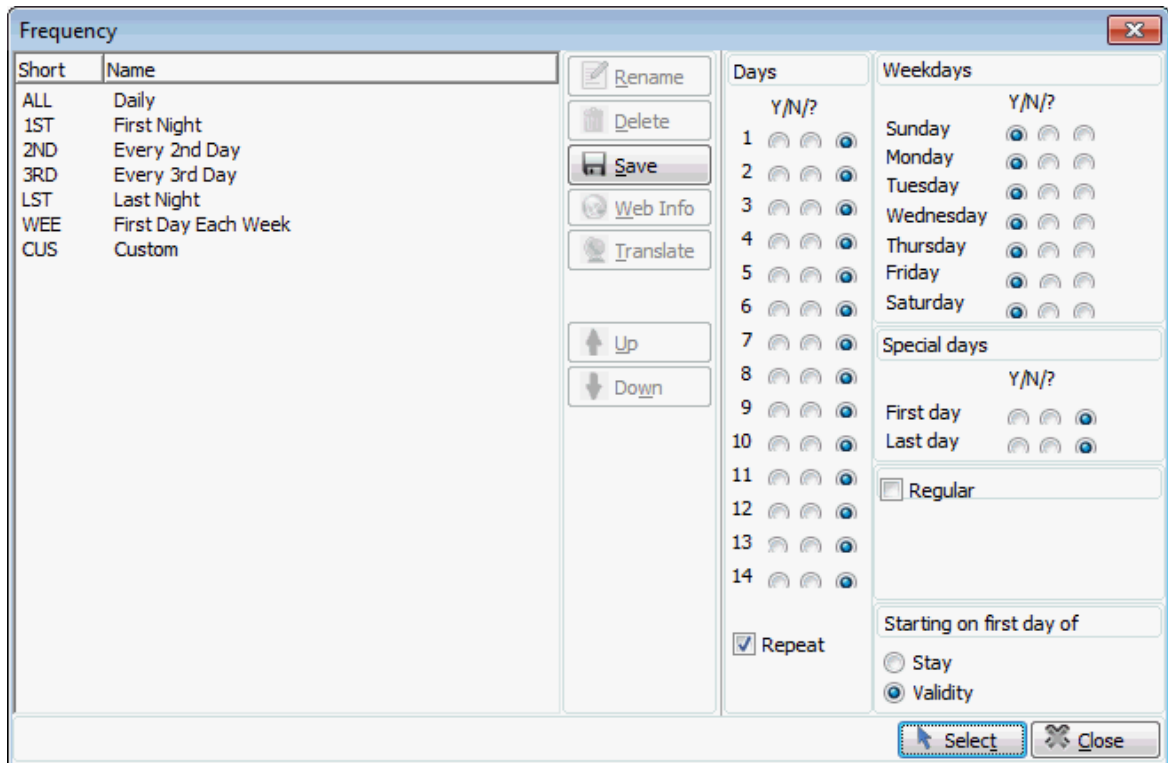 Frequency
Short Name
ALL Daily
1ST First Night
2ND Every 2nd Day
3RD Every 3rd Day
LST Last Night
WEE First Day Each Week
CUS Custom
Rename
Delete
Save
Web Info
Translate
Up
Down
Days
Y/N/?
1
2
3
4
5
6
7
8
9
10
11
12
13
14
Repeat
Weekdays
Y/N/?
Sunday
Monday
Tuesday
Wednesday
Thursday
Friday
Saturday
Special days
Y/N/?
First day
Last day
Regular
Starting on first day of
Stay
Validity
Select
Close